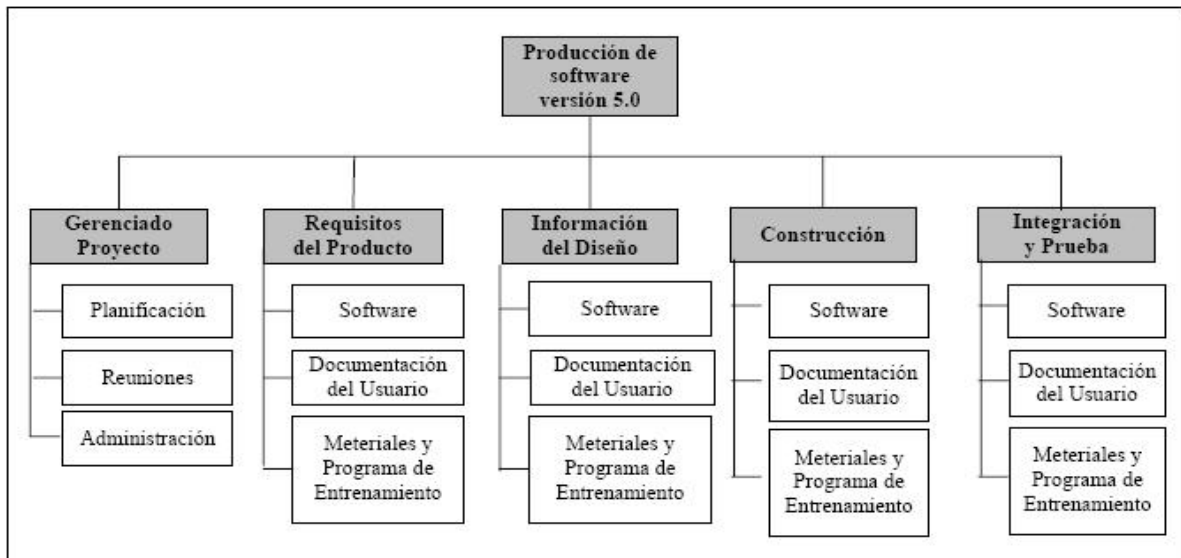 Producción de
software
versión 5.0
Gerenciado
Proyecto
Requisitos
del Producto
Información
del Diseño
Construcción
Integración
y Prueba
Planificación
Reuniones
Administración
Software
Documentación
del Usuario
Meteriales y
Programa de
Entrenamiento
Software
Documentación
del Usuario
Meteriales y
Programa de
Entrenamiento
Software
Documentación
del Usuario
Meteriales y
Programa de
Entrenamiento
Software
Documentación
del Usuario
Meteriales y
Programa de
Entrenamiento